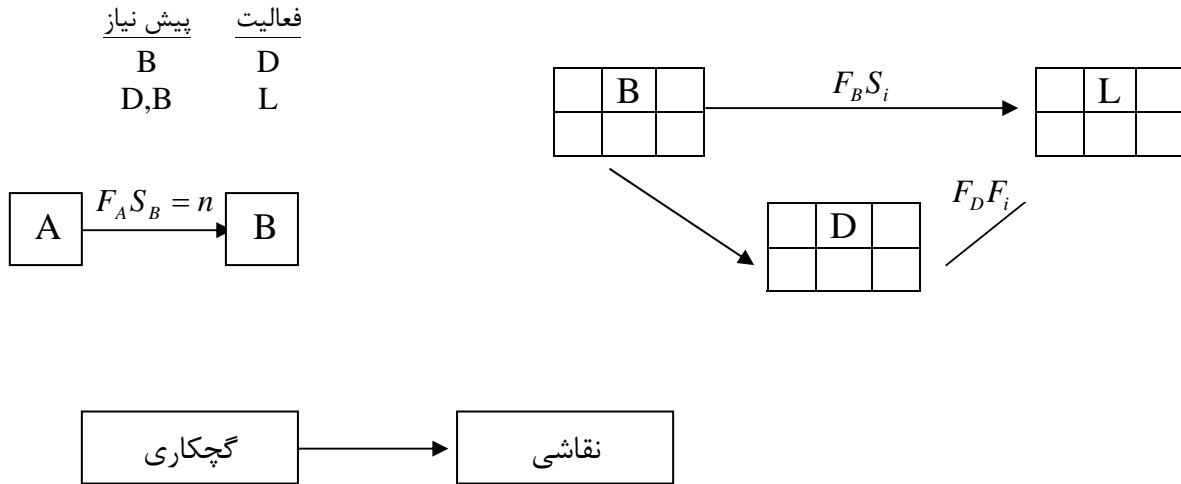 فعالیت پیش نیاز
D B
L D,B
B F_B S_i L
D F_D F_i
A F_A S_B = n B
گچکاری نقاشی